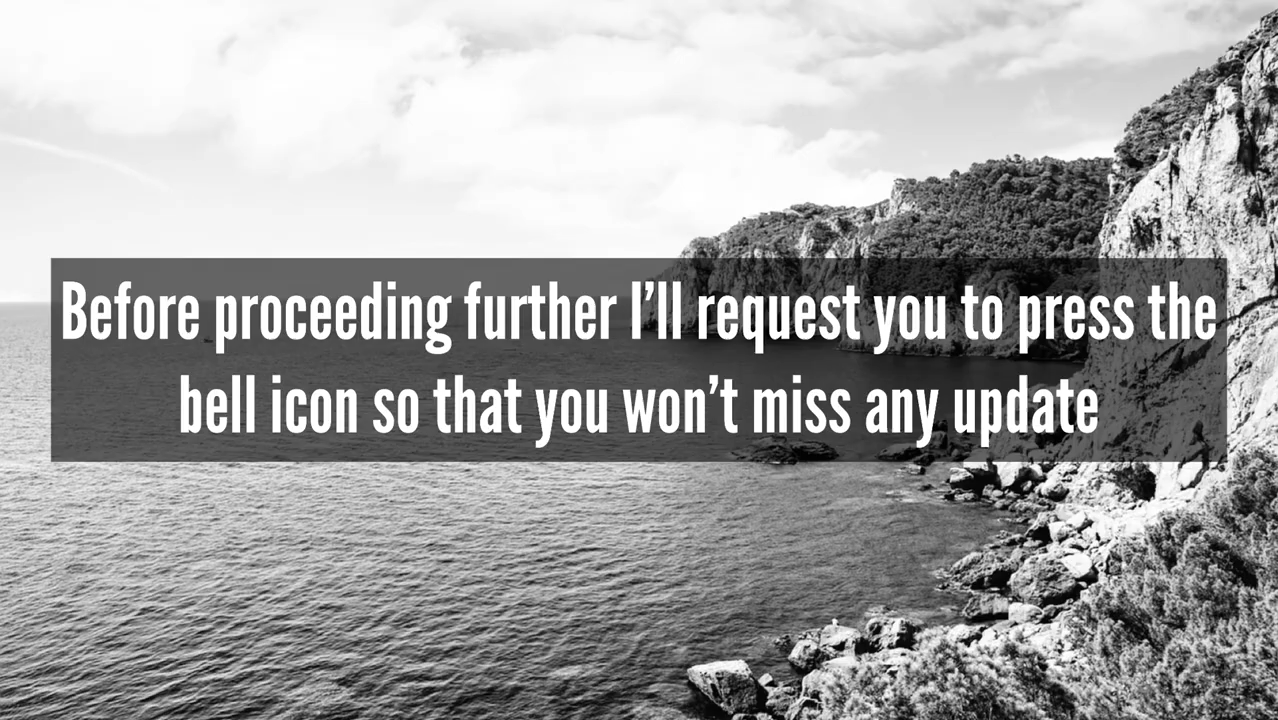 Before proceeding further I’ll request you to press the
bell icon so that you won’t miss any update